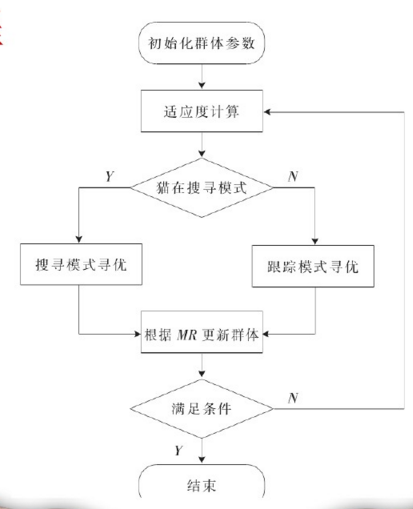 初始化群体参数
适应度计算
Y
猫在搜寻模式
N
搜寻模式寻优
跟踪模式寻优
根据 MR 更新群体
满足条件
N
Y
结束